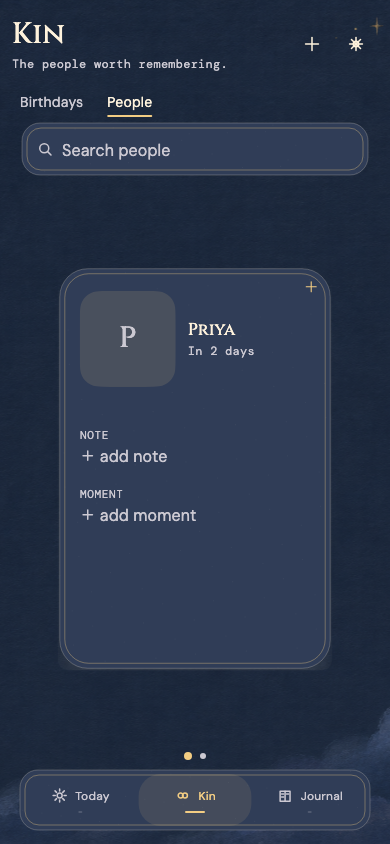 KIN
The people worth remembering.
Birthdays People
Search people
P
PRIYA
In 2 days
NOTE
+ add note
MOMENT
+ add moment
Today Kin Journal